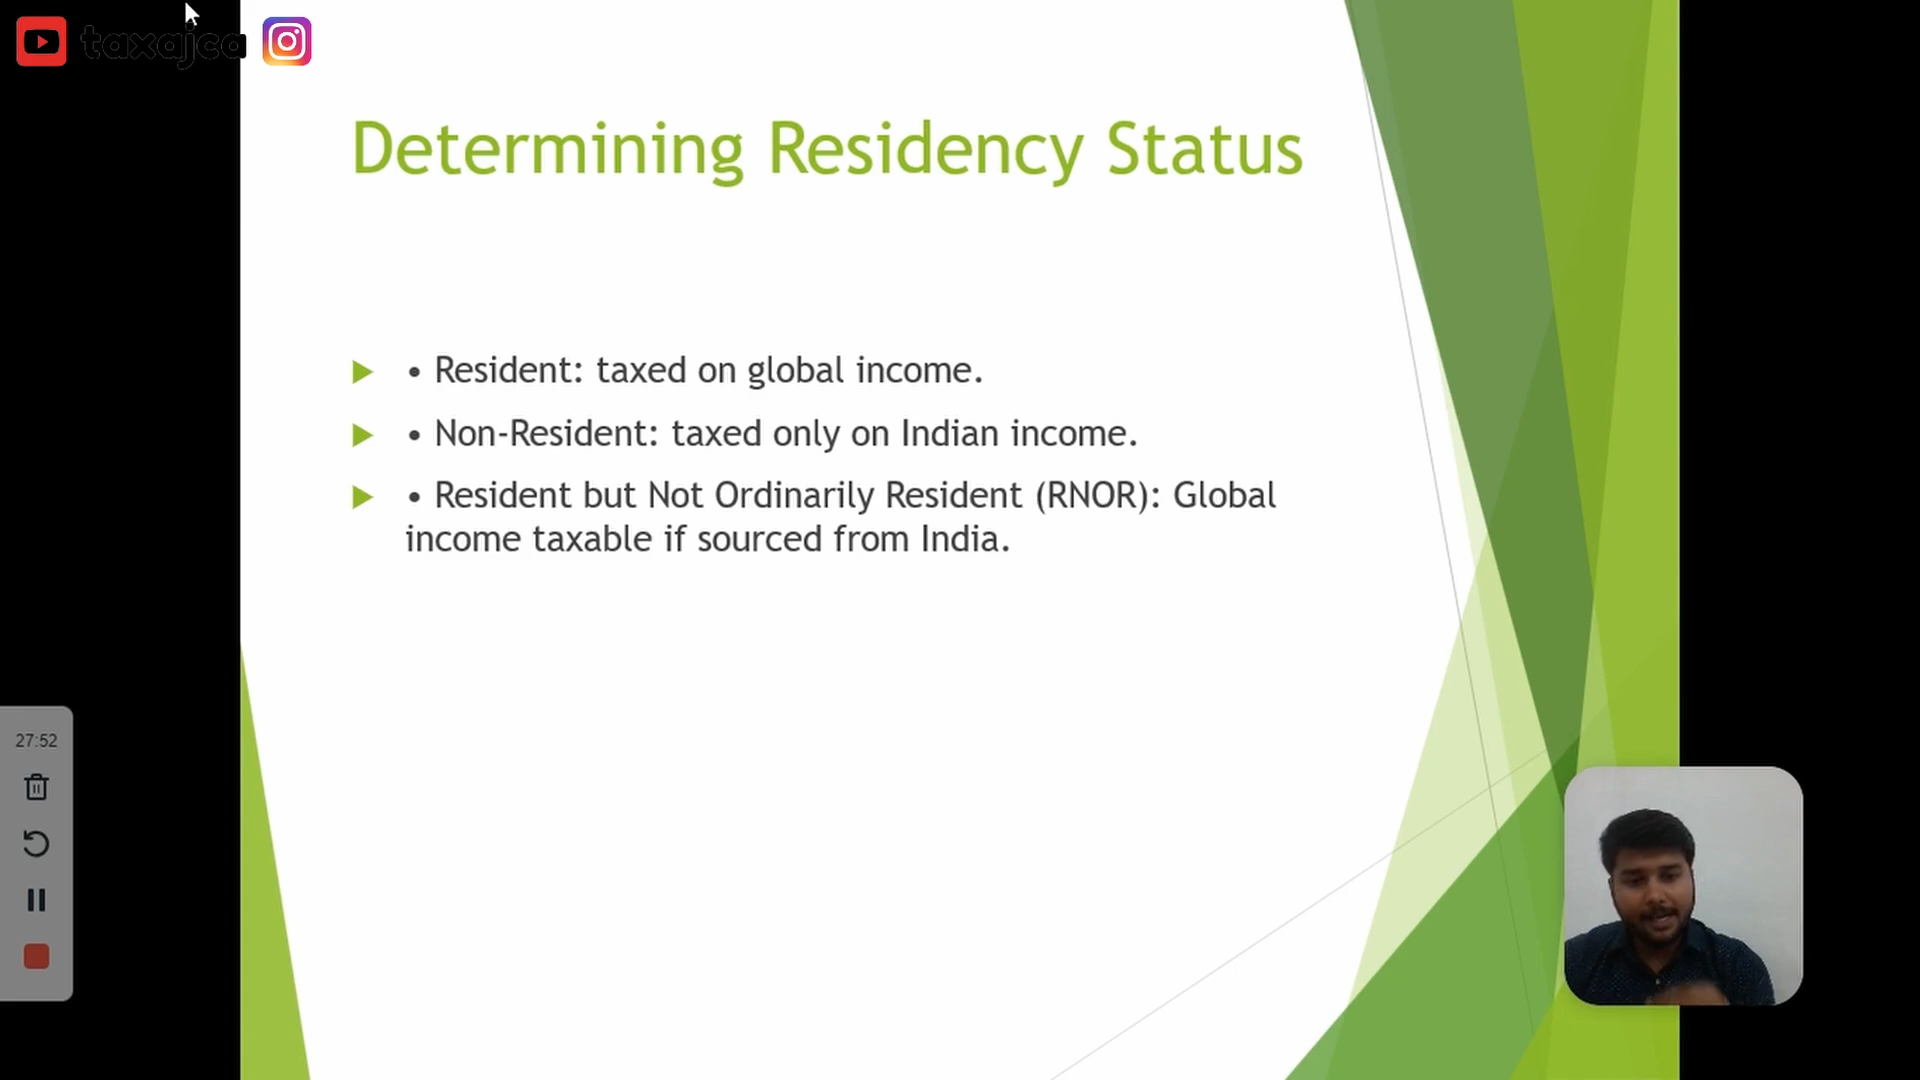 taxajca
Determining Residency Status
• Resident: taxed on global income.
• Non-Resident: taxed only on Indian income.
• Resident but Not Ordinarily Resident (RNOR): Global
income taxable if sourced from India.
27:52